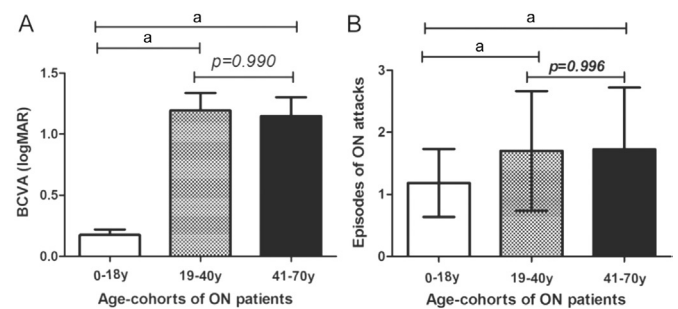 A
a
a
p=0.990
1.5
1.0
0.5
0.0
BCVA (logMAR)
0-18y
19-40y
41-70y
Age-cohorts of ON patients
B
a
a
p=0.996
3
2
1
0
Episodes of ON attacks
0-18y
19-40y
41-70y
Age-cohorts of ON patients